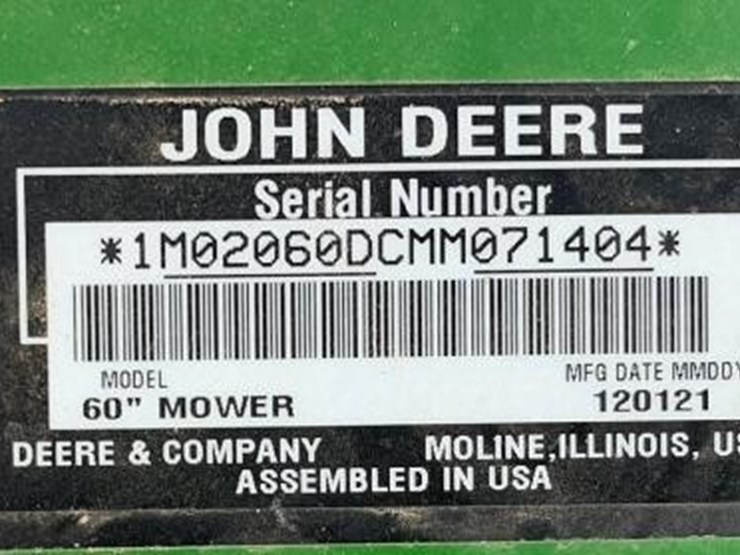 JOHN DEERE
Serial Number
*1M02060DCMM071404*
MODEL
MFG DATE MMDDY
60" MOWER
120121
DEERE & COMPANY
MOLINE, ILLINOIS, US
ASSEMBLED IN USA